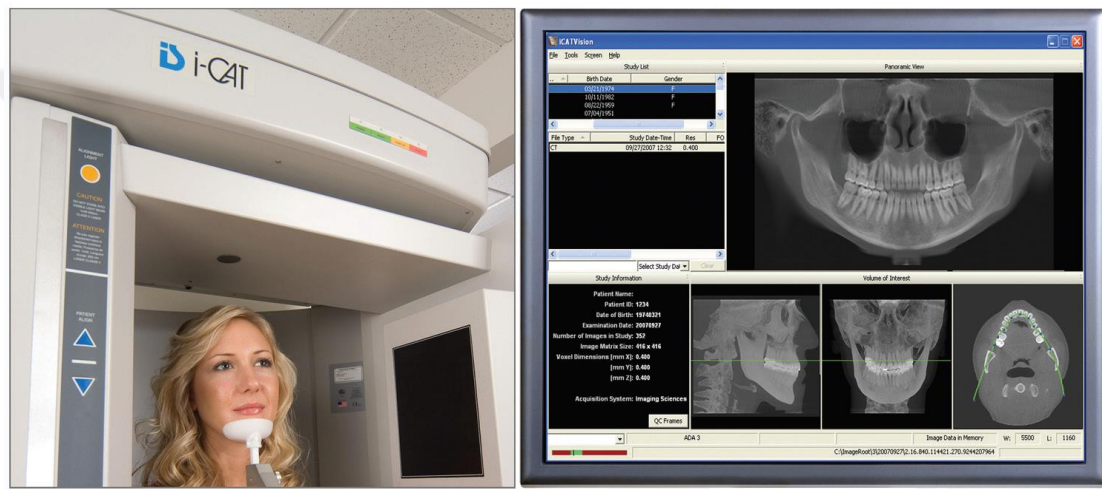 i-CAT
ALIGNMENT
LIGHT
CAUTION
ATTENTION
PATIENT
ALIGN
iCATVision
File Tools Screen Help
Study List
Panoramic View
.. Birth Date Gender
03/21/1974 F
10/11/1982 F
08/22/1959 F
07/04/1951
File Type Study Date-Time Res FO
CT 09/27/2007 12:32 0.400
Select Study Dat Clear
Study Information
Volume of Interest
Patient Name:
Patient ID: 1234
Date of Birth: 19740321
Examination Date: 20070927
Number of Images in Study: 352
Image Matrix Size: 416 x 416
Voxel Dimensions [mm X]: 0.400
[mm Y]: 0.400
[mm Z]: 0.400
Acquisition System: Imaging Sciences
QC Frames
ADA 3
Image Data in Memory W: 5500 L: 1160
C:\ImageRoot\3\20070927\2.16.840.114421.270.9244207964